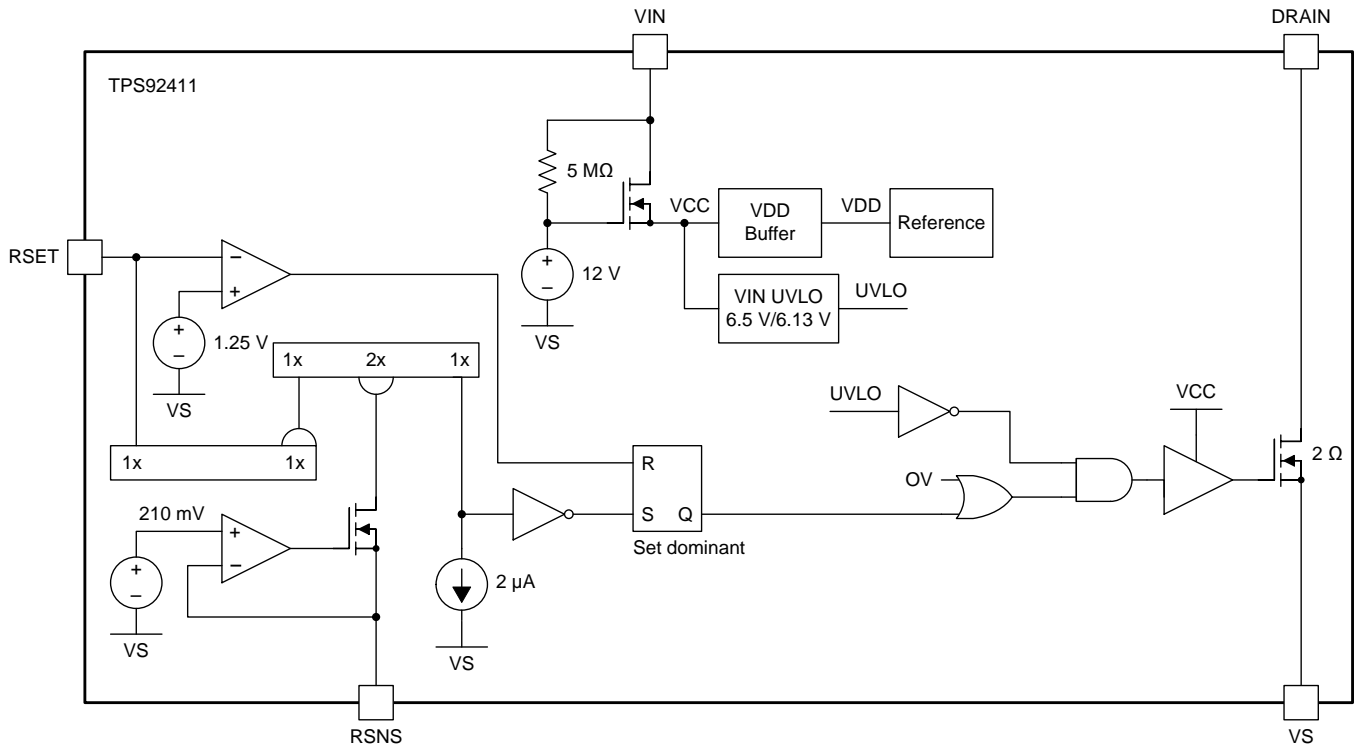 VIN
DRAIN
TPS92411
5 MΩ
VCC
VDD
Buffer
VDD
Reference
RSET
−
+
+
−
1.25 V
VS
+
−
12 V
VS
VIN UVLO
6.5 V/6.13 V
UVLO
1x
2x
1x
1x
1x
UVLO
VCC
2 Ω
OV
R
S
Q
Set dominant
210 mV
+
−
+
−
VS
2 µA
VS
RSNS
VS